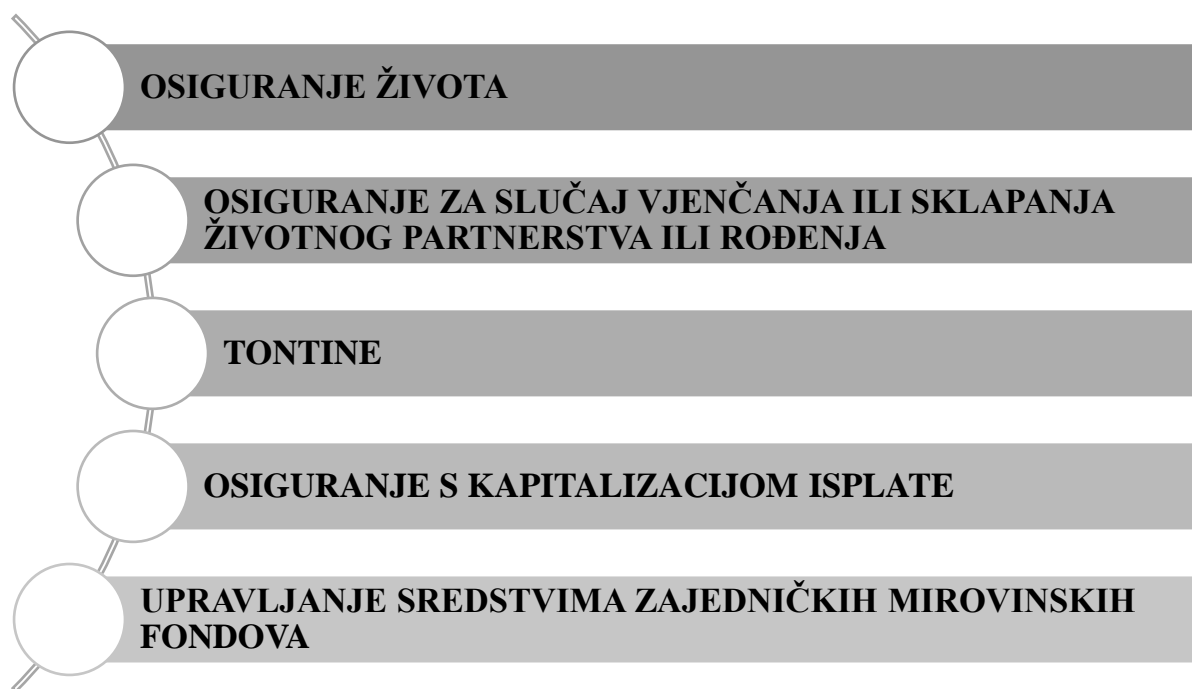 OSIGURANJE ŽIVOTA
OSIGURANJE ZA SLUČAJ VJENČANJA ILI SKLAPANJA
ŽIVOTNOG PARTNERSTVA ILI ROĐENJA
TONTINE
OSIGURANJE S KAPITALIZACIJOM ISPLATE
UPRAVLJANJE SREDSTVIMA ZAJEDNIČKIH MIROVINSKIH
FONDOVA